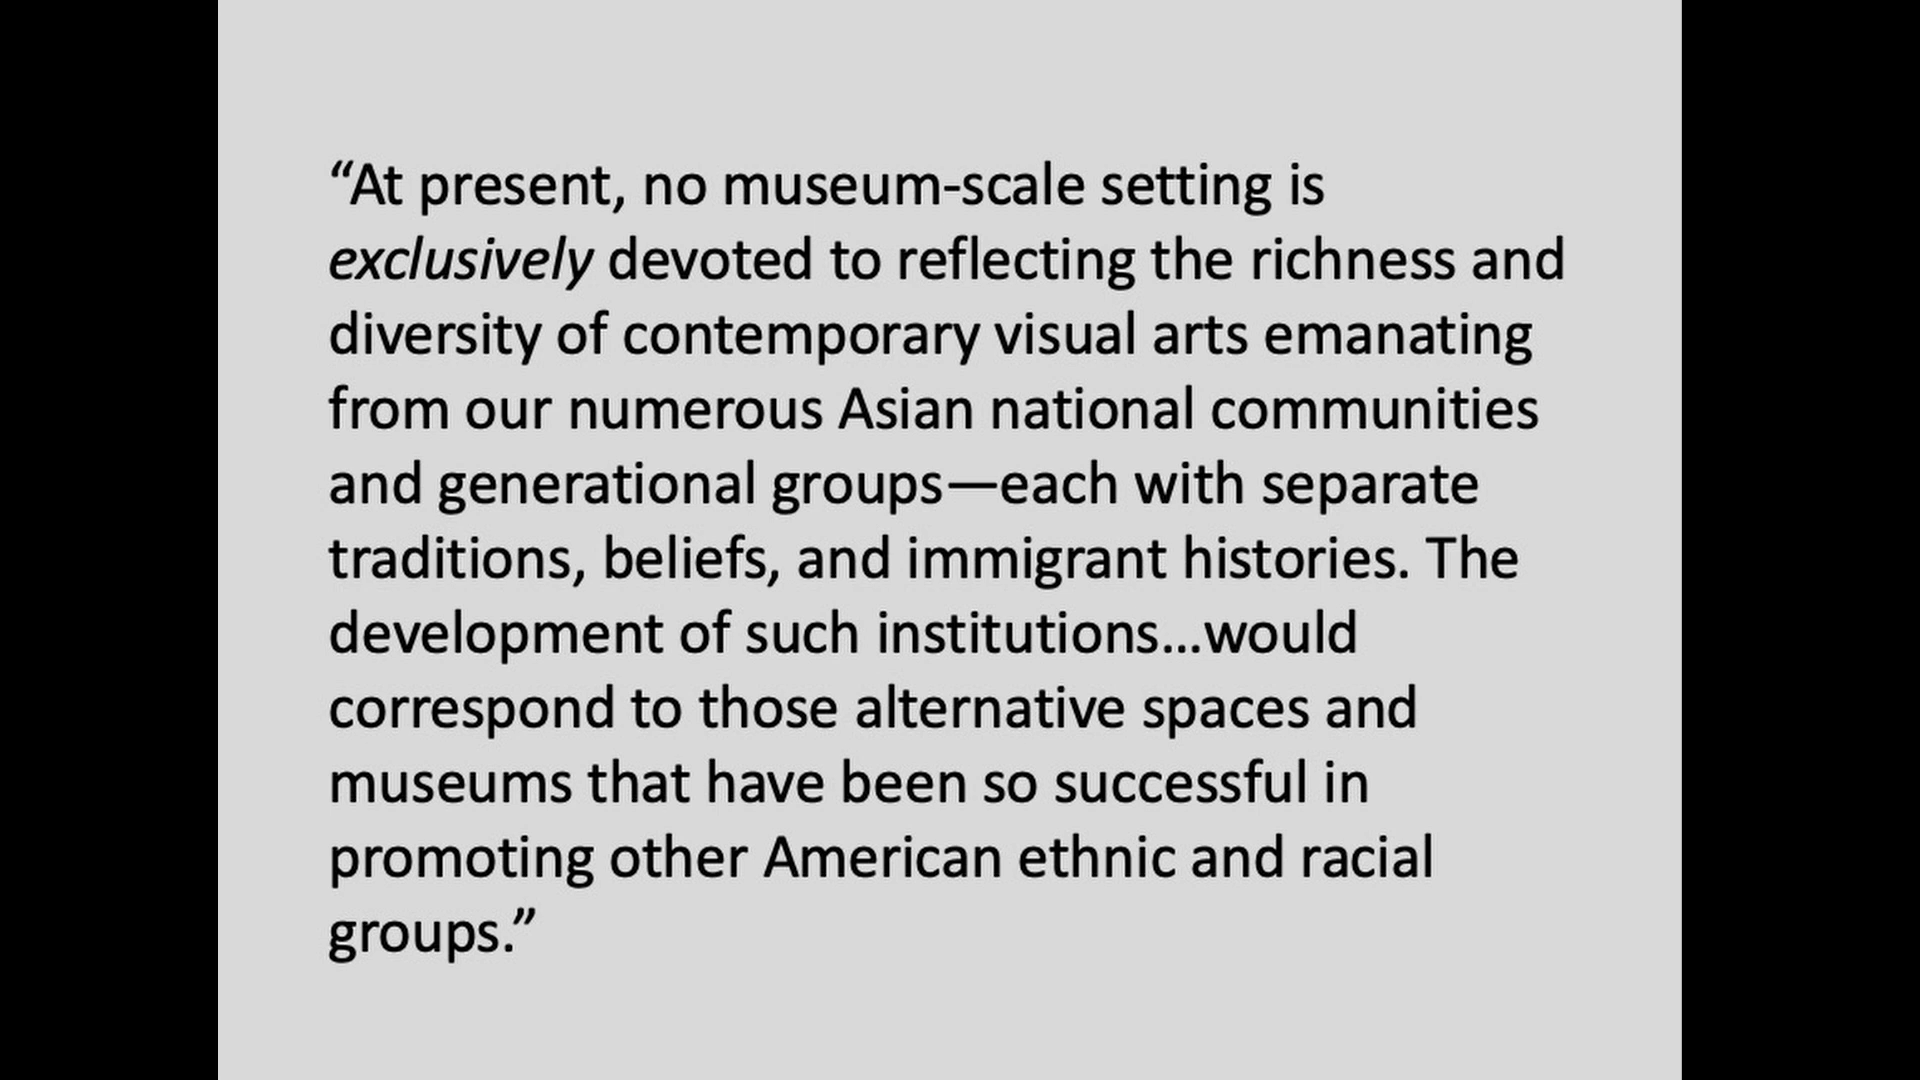 “At present, no museum-scale setting is
exclusively devoted to reflecting the richness and
diversity of contemporary visual arts emanating
from our numerous Asian national communities
and generational groups—each with separate
traditions, beliefs, and immigrant histories. The
development of such institutions…would
correspond to those alternative spaces and
museums that have been so successful in
promoting other American ethnic and racial
groups.”